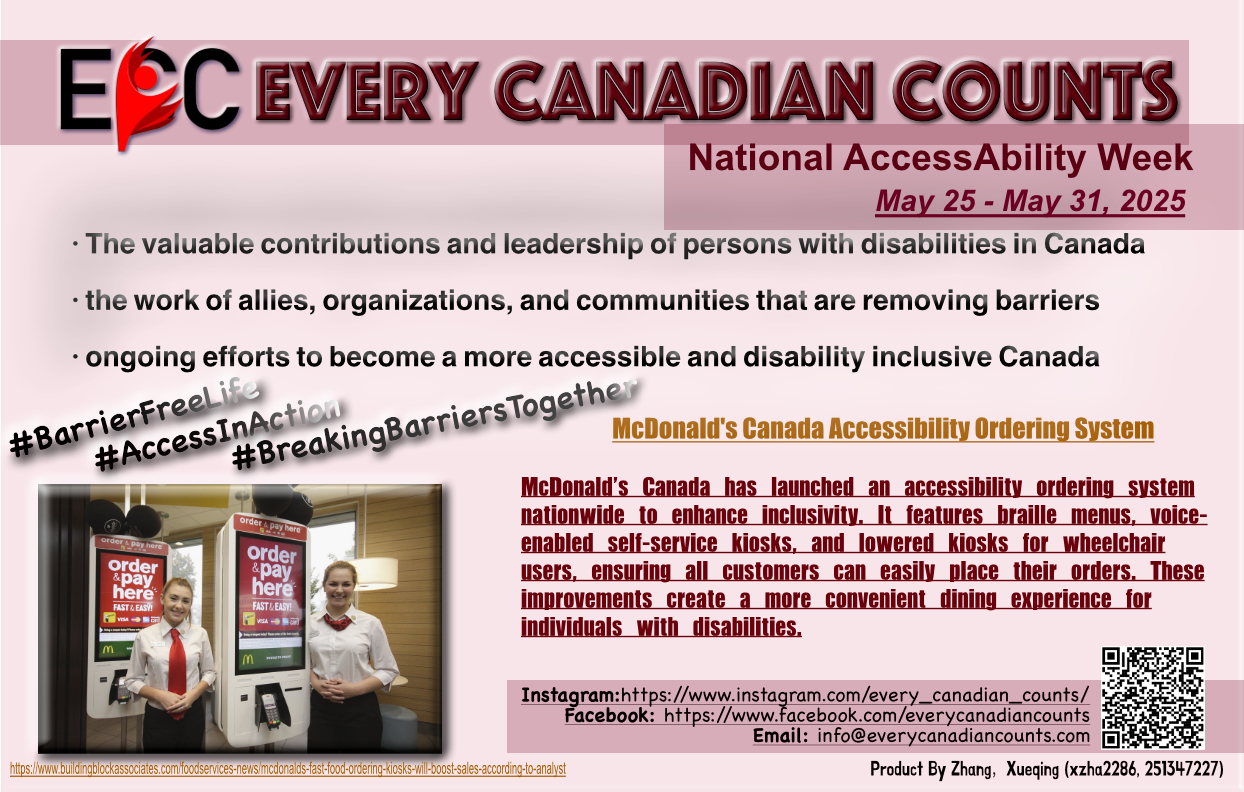 ECC EVERY CANADIAN COUNTS
National AccessAbility Week
May 25 - May 31, 2025
· The valuable contributions and leadership of persons with disabilities in Canada
· the work of allies, organizations, and communities that are removing barriers
· ongoing efforts to become a more accessible and disability inclusive Canada
#BarrierFreeLife
#AccessInAction
#BreakingBarriersTogether
McDonald's Canada Accessibility Ordering System
McDonald's Canada has launched an accessibility ordering system
nationwide to enhance inclusivity. It features braille menus, voice-
enabled self-service kiosks, and lowered kiosks for wheelchair
users, ensuring all customers can easily place their orders. These
improvements create a more convenient dining experience for
individuals with disabilities.
order & pay here
order
& pay
here
FAST & EASY!
VISA
order & pay here
order
& pay
here
FAST & EASY!
VISA
Instagram:https://www.instagram.com/every_canadian_counts/
Facebook: https://www.facebook.com/everycanadiancounts
Email: info@everycanadiancounts.com
https://www.buildingblockassociates.com/foodservices-news/mcdonalds-fast-food-ordering-kiosks-will-boost-sales-according-to-analyst
Product By Zhang, Xueqing (xzha2286, 251347227)